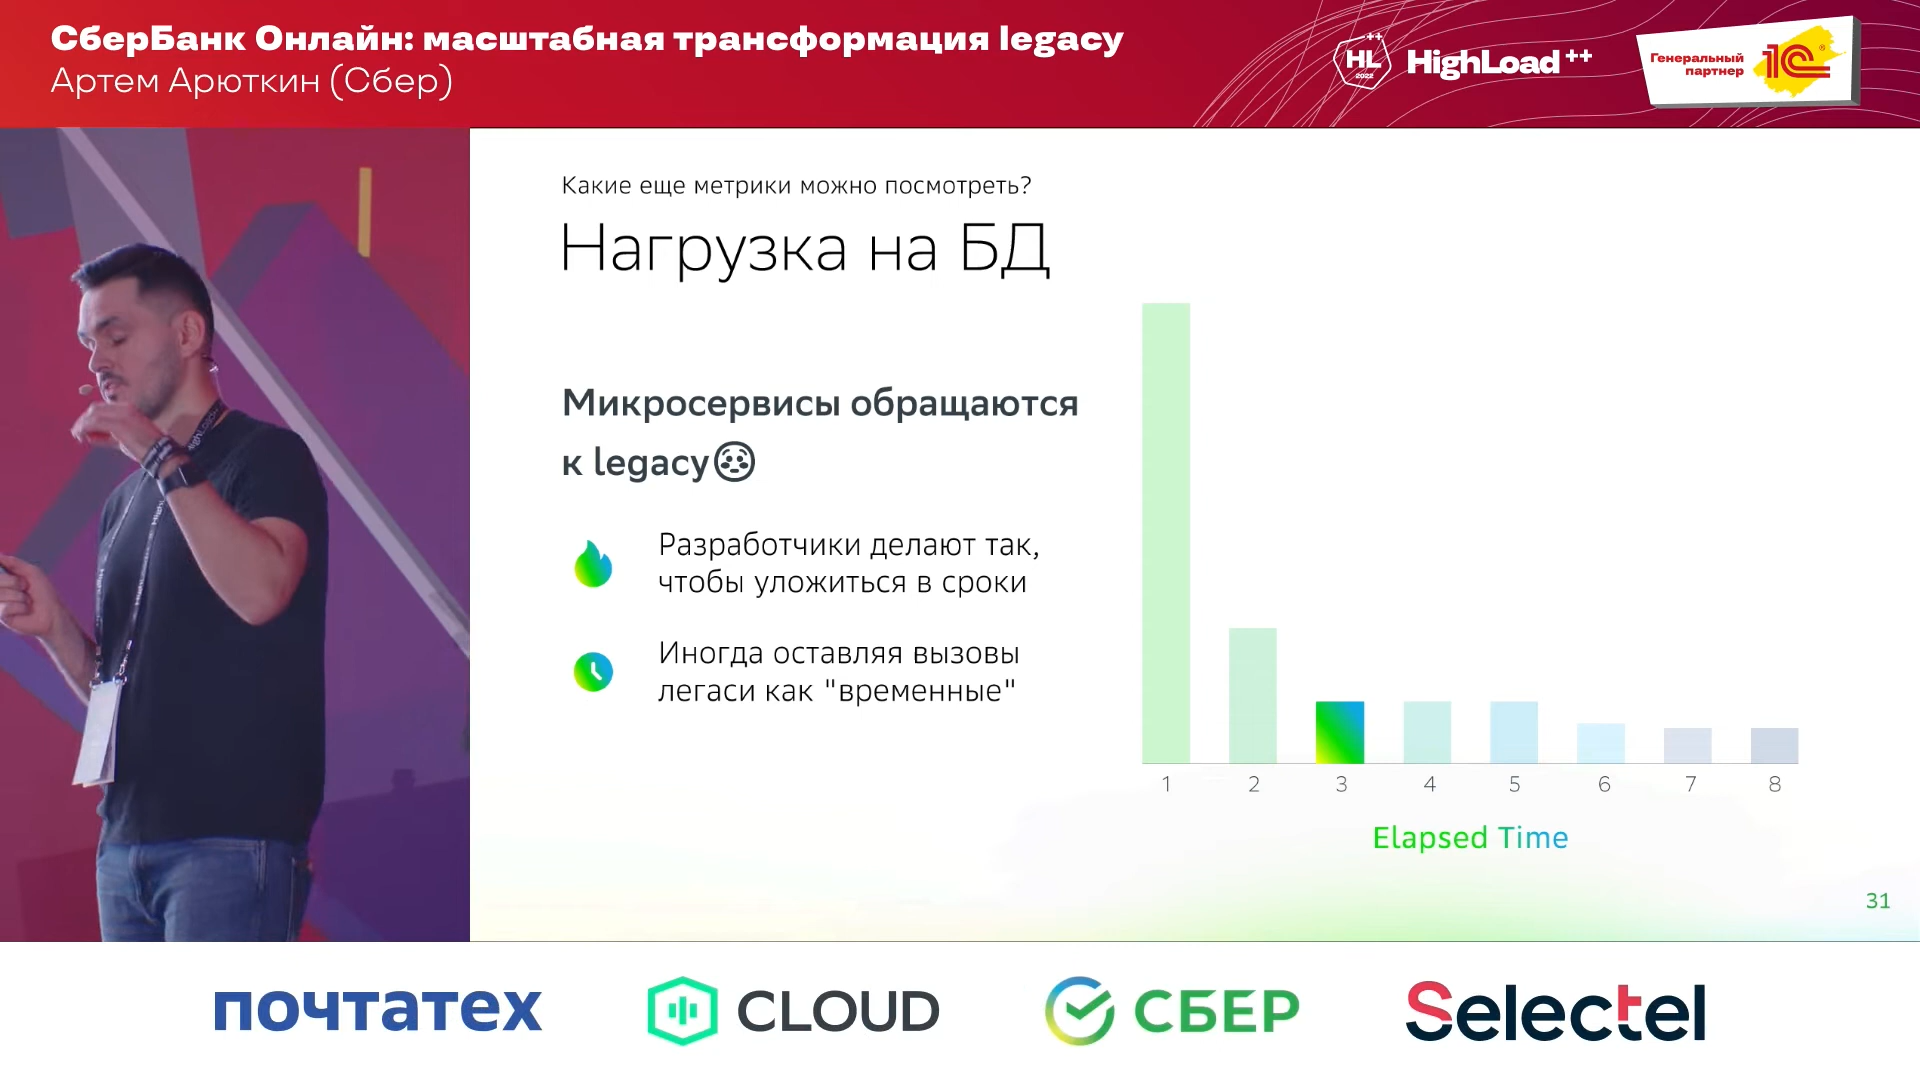 СберБанк Онлайн: масштабная трансформация legacy
Артем Арюткин (Сбер)
HL++
2022
HighLoad++
Генеральный
партнер
1С
Какие еще метрики можно посмотреть?
Нагрузка на БД
Микросервисы обращаются
к legacy
Разработчики делают так,
чтобы уложиться в сроки
Иногда оставляя вызовы
легаси как "временные"
1 2 3 4 5 6 7 8
Elapsed Time
31
почтатех
CLOUD
СБЕР
Selectel